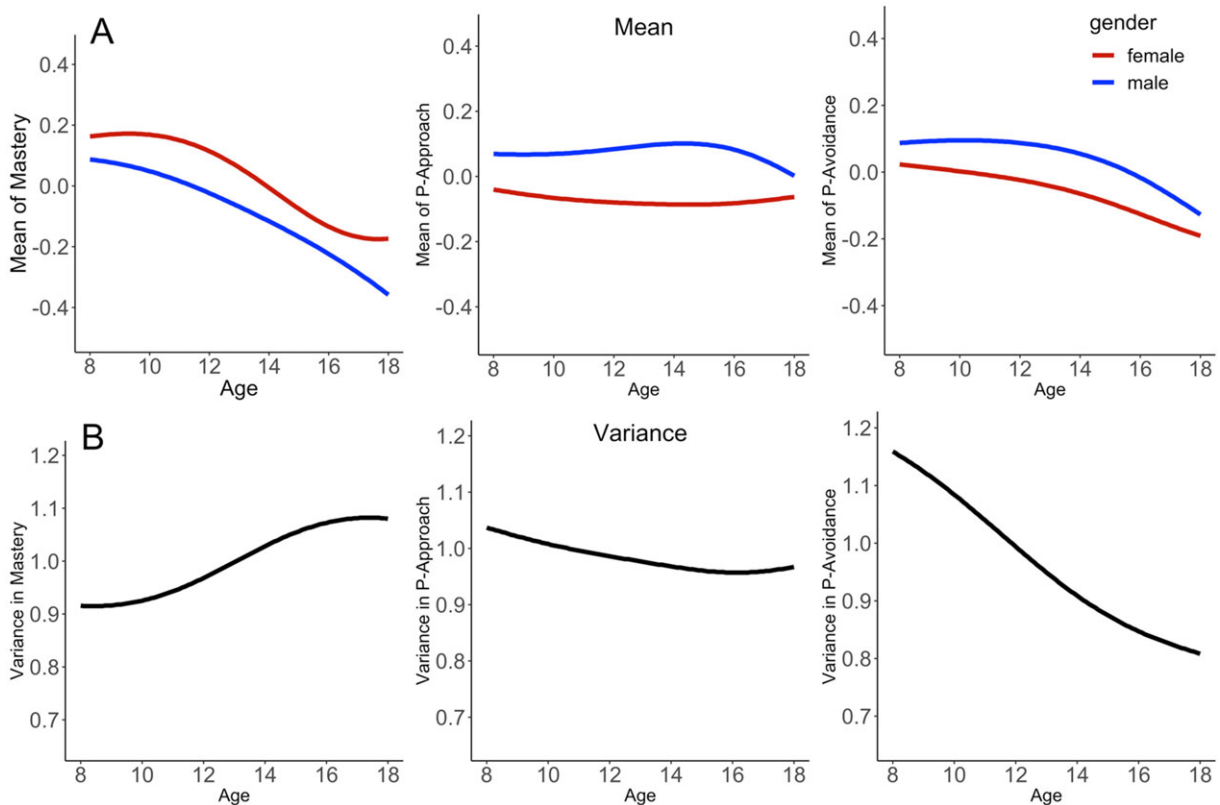 A
Mean
gender
female
male
Mean of Mastery
0.4
0.2
0.0
-0.2
-0.4
8 10 12 14 16 18
Age
Mean of P-Approach
0.4
0.2
0.0
-0.2
-0.4
8 10 12 14 16 18
Age
Mean of P-Avoidance
0.4
0.2
0.0
-0.2
-0.4
8 10 12 14 16 18
Age
B
Variance
Variance in Mastery
1.2
1.1
1.0
0.9
0.8
0.7
8 10 12 14 16 18
Age
Variance in P-Approach
1.2
1.1
1.0
0.9
0.8
0.7
8 10 12 14 16 18
Age
Variance in P-Avoidance
1.2
1.1
1.0
0.9
0.8
0.7
8 10 12 14 16 18
Age